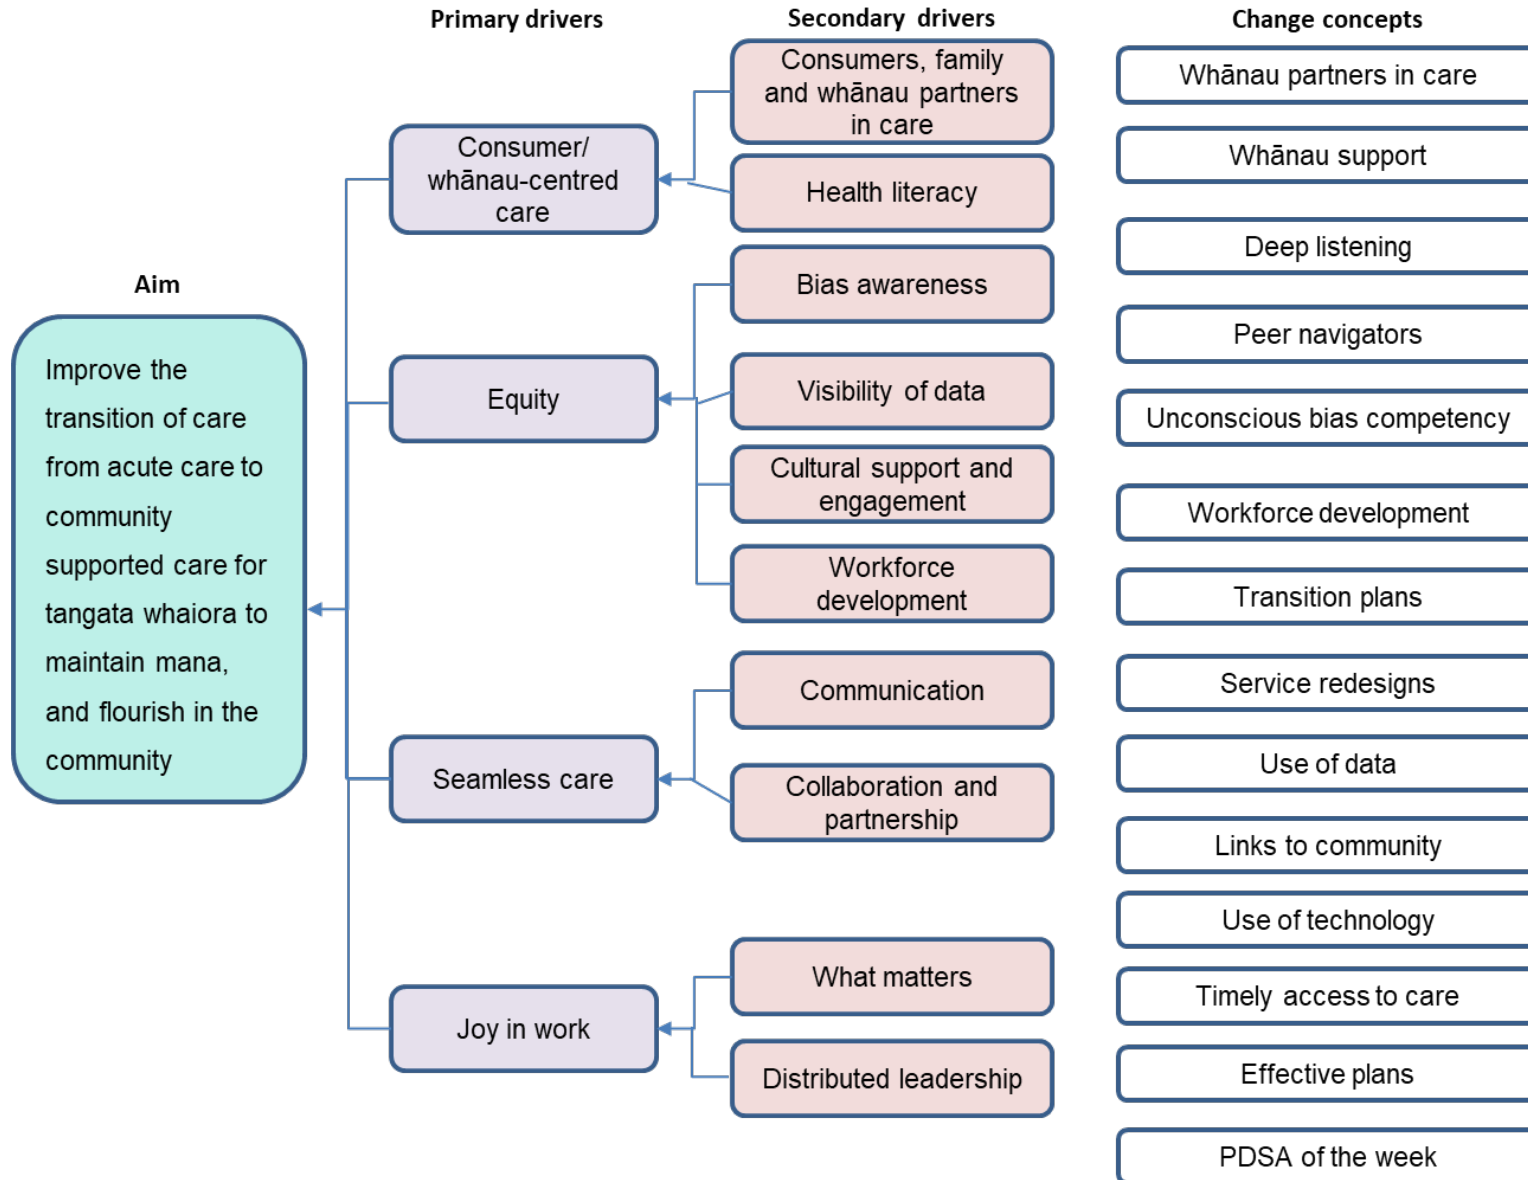 Primary drivers
Secondary drivers
Change concepts
Aim
Improve the
transition of care
from acute care to
community
supported care for
tangata whaiora to
maintain mana,
and flourish in the
community
Consumer/
whānau-centred
care
Equity
Seamless care
Joy in work
Consumers, family
and whānau partners
in care
Health literacy
Bias awareness
Visibility of data
Cultural support and
engagement
Workforce
development
Communication
Collaboration and
partnership
What matters
Distributed leadership
Whānau partners in care
Whānau support
Deep listening
Peer navigators
Unconscious bias competency
Workforce development
Transition plans
Service redesigns
Use of data
Links to community
Use of technology
Timely access to care
Effective plans
PDSA of the week